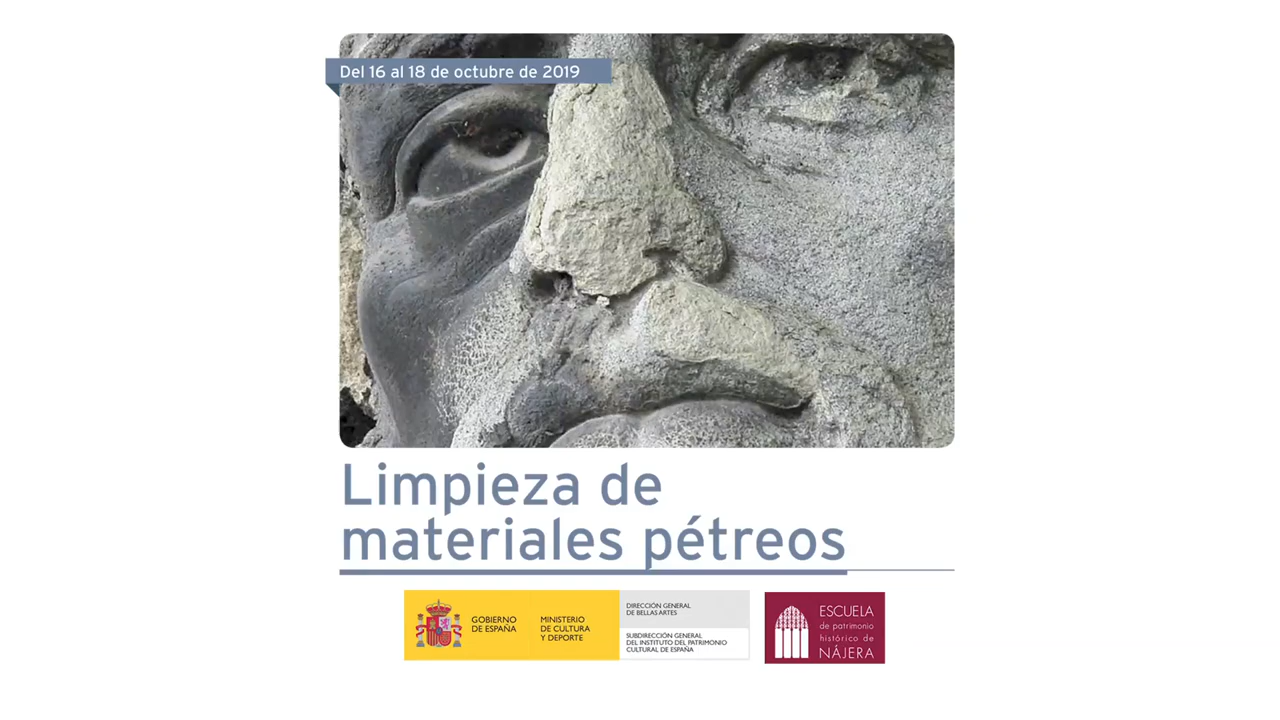 Del 16 al 18 de octubre de 2019
Limpieza de
materiales pétreos
GOBIERNO
DE ESPAÑA
MINISTERIO
DE CULTURA
Y DEPORTE
DIRECCIÓN GENERAL
DE BELLAS ARTES
SUBDIRECCIÓN GENERAL
DEL INSTITUTO DEL PATRIMONIO
CULTURAL DE ESPAÑA
ESCUELA
de patrimonio
histórico de
NÁJERA